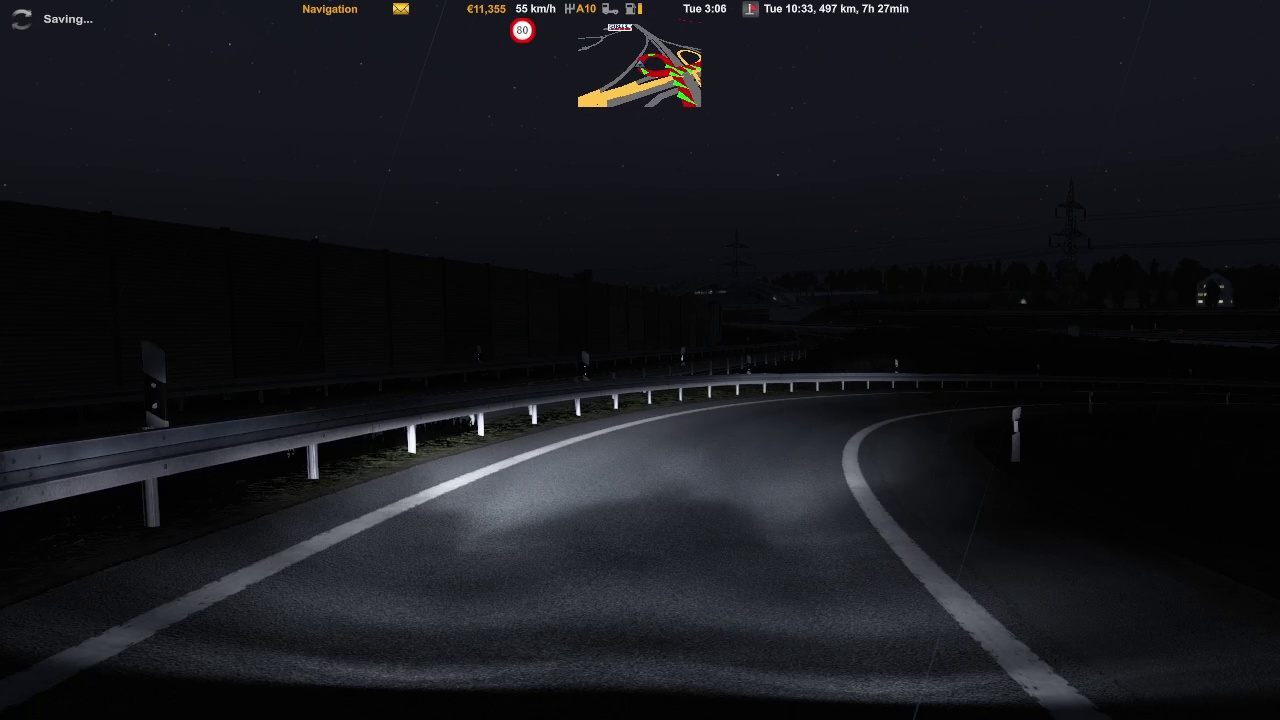 Saving...
Navigation €11,355 55 km/h A10 Tue 3:06 Tue 10:33, 497 km, 7h 27min
80